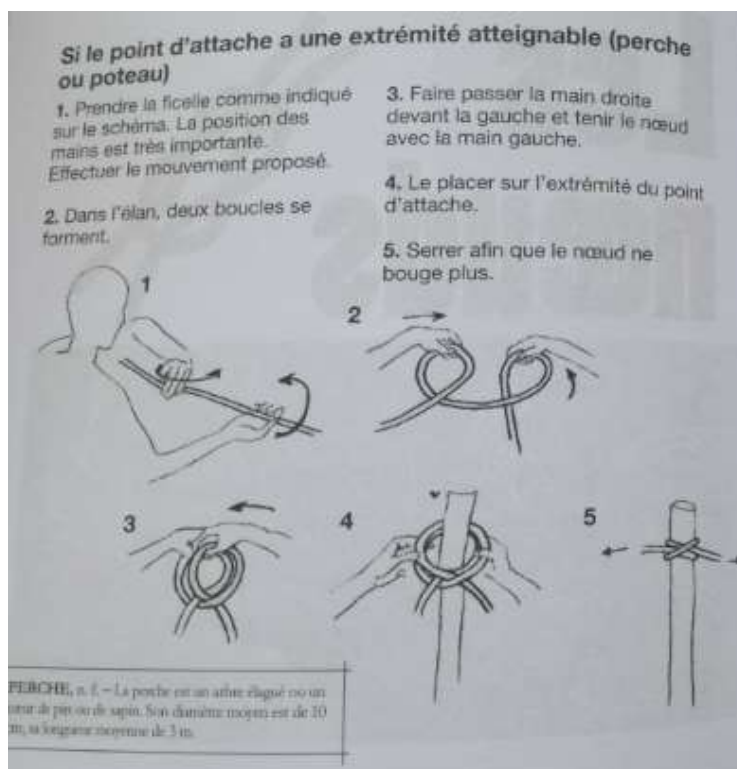 Si le point d'attache a une extrémité atteignable (perche
ou poteau)
1. Prendre la ficelle comme indiqué
sur le schéma. La position des
mains est très importante.
Effectuer le mouvement proposé.
2. Dans l'élan, deux boucles se
forment.
3. Faire passer la main droite
devant la gauche et tenir le nœud
avec la main gauche.
4. Le placer sur l'extrémité du point
d'attache.
5. Serrer afin que le nœud ne
bouge plus.
1
2
3
4
5
PERCHE, n. f. – La perche est un arbre élagué ou un
cœur de pin ou de sapin. Son diamètre moyen est de 10
cm, sa longueur moyenne de 3 m.